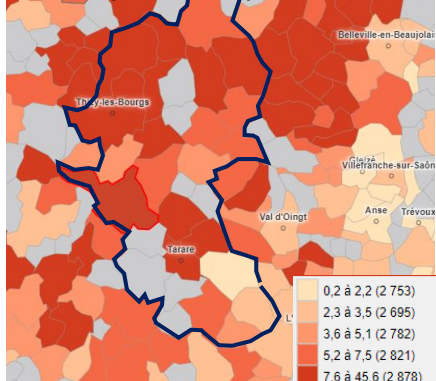 Belleville-en-Beaujolais
Thizy-les-Bourgs
Gleizé
Villefranche-sur-Saôn
Anse
Trévoux
Val d'Oingt
Tarare
L'
0,2 à 2,2 (2 753)
2,3 à 3,5 (2 695)
3,6 à 5,1 (2 782)
5,2 à 7,5 (2 821)
7,6 à 45,6 (2 878)